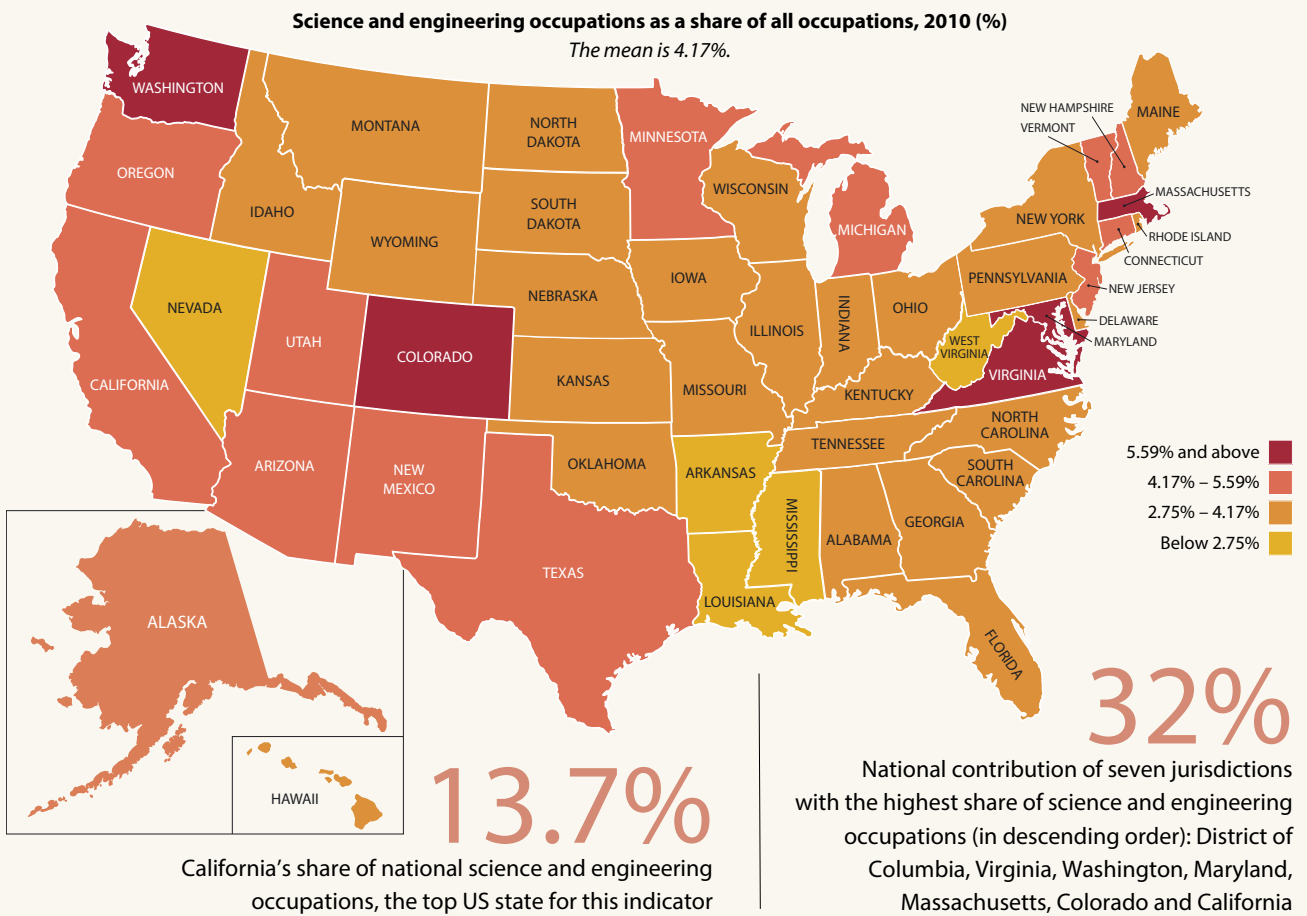 Science and engineering occupations as a share of all occupations, 2010 (%)
The mean is 4.17%.
WASHINGTON
OREGON
IDAHO
MONTANA
WYOMING
NORTH
DAKOTA
SOUTH
DAKOTA
NEBRASKA
MINNESOTA
WISCONSIN
MICHIGAN
IOWA
NEW HAMPSHIRE
VERMONT
MAINE
MASSACHUSETTS
NEW YORK
RHODE ISLAND
CONNECTICUT
PENNSYLVANIA
NEW JERSEY
DELAWARE
MARYLAND
NEVADA
UTAH
COLORADO
CALIFORNIA
KANSAS
MISSOURI
ILLINOIS
INDIANA
OHIO
WEST
VIRGINIA
VIRGINIA
KENTUCKY
TENNESSEE
NORTH
CAROLINA
SOUTH
CAROLINA
ARIZONA
NEW
MEXICO
OKLAHOMA
ARKANSAS
TEXAS
LOUISIANA
MISSISSIPPI
ALABAMA
GEORGIA
FLORIDA
5.59% and above
4.17% – 5.59%
2.75% – 4.17%
Below 2.75%
ALASKA
HAWAII
13.7%
California’s share of national science and engineering
occupations, the top US state for this indicator
32%
National contribution of seven jurisdictions
with the highest share of science and engineering
occupations (in descending order): District of
Columbia, Virginia, Washington, Maryland,
Massachusetts, Colorado and California